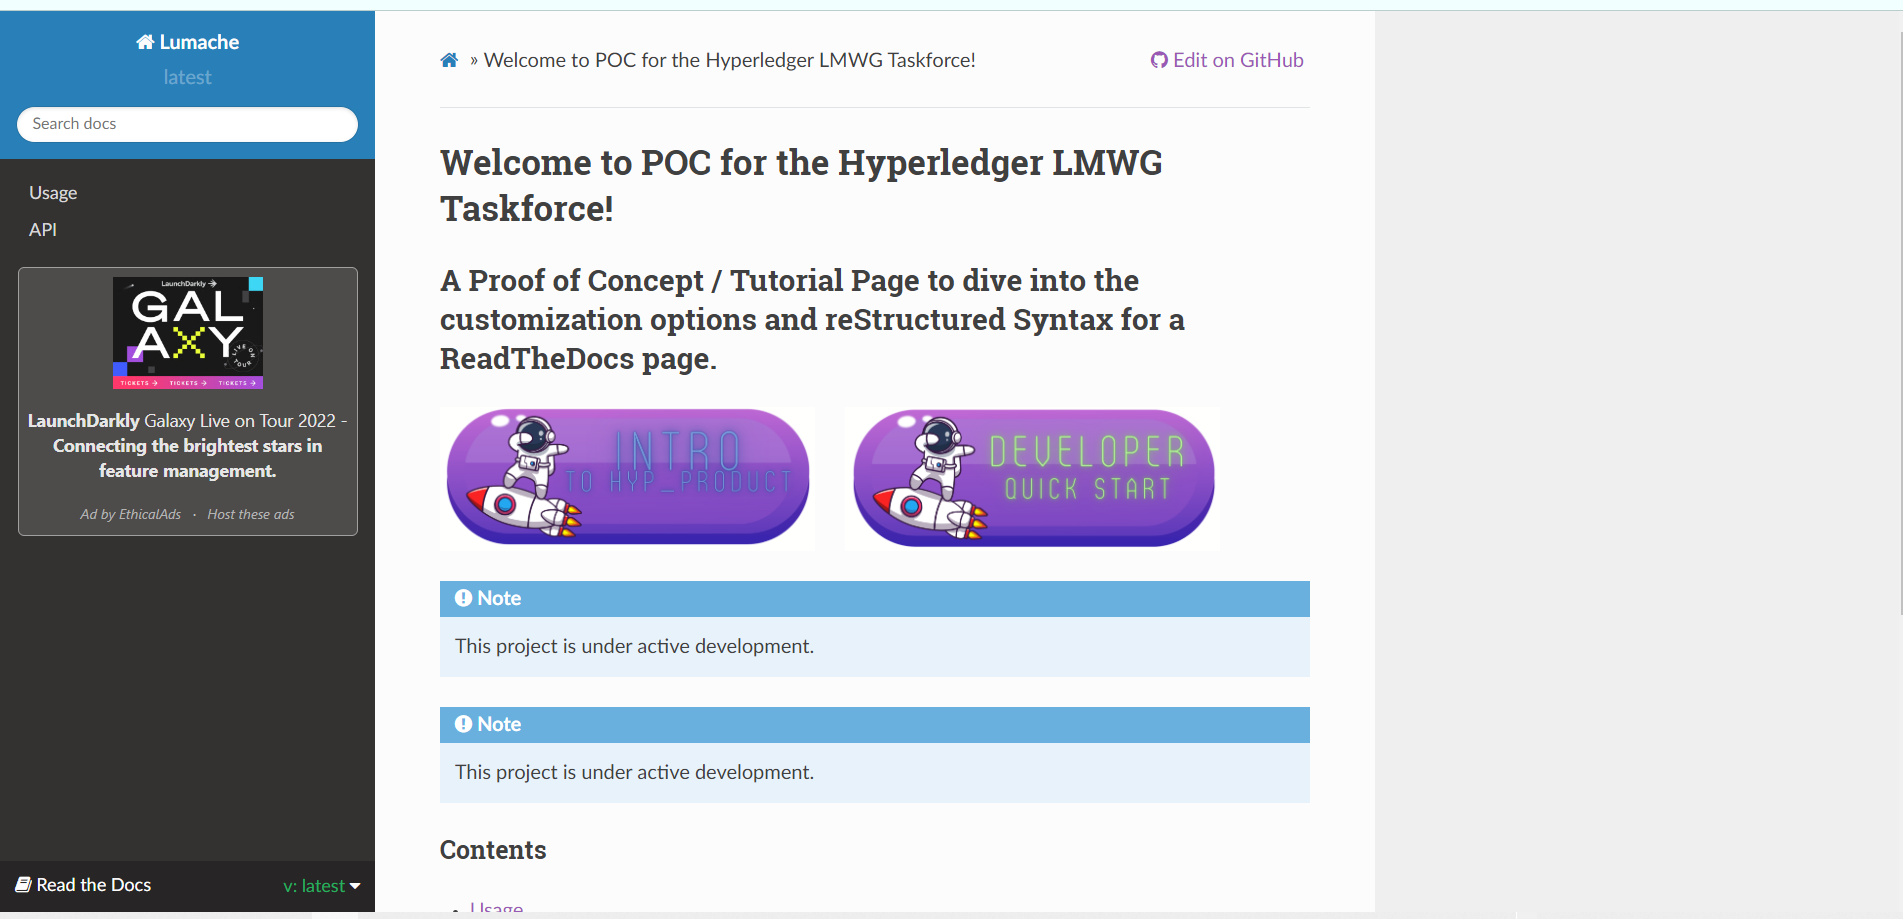 Lumache
latest
Search docs
Usage
API
LaunchDarkly
GAL
AXY
LIVE ON TOUR
TICKETS TICKETS TICKETS
LaunchDarkly Galaxy Live on Tour 2022 -
Connecting the brightest stars in
feature management.
Ad by EthicalAds · Host these ads
Read the Docs
v: latest
» Welcome to POC for the Hyperledger LMWG Taskforce!
Edit on GitHub
Welcome to POC for the Hyperledger LMWG
Taskforce!
A Proof of Concept / Tutorial Page to dive into the
customization options and reStructured Syntax for a
ReadTheDocs page.
INTRO
TO HYP_PRODUCT
DEVELOPER
QUICK START
Note
This project is under active development.
Note
This project is under active development.
Contents
Usage